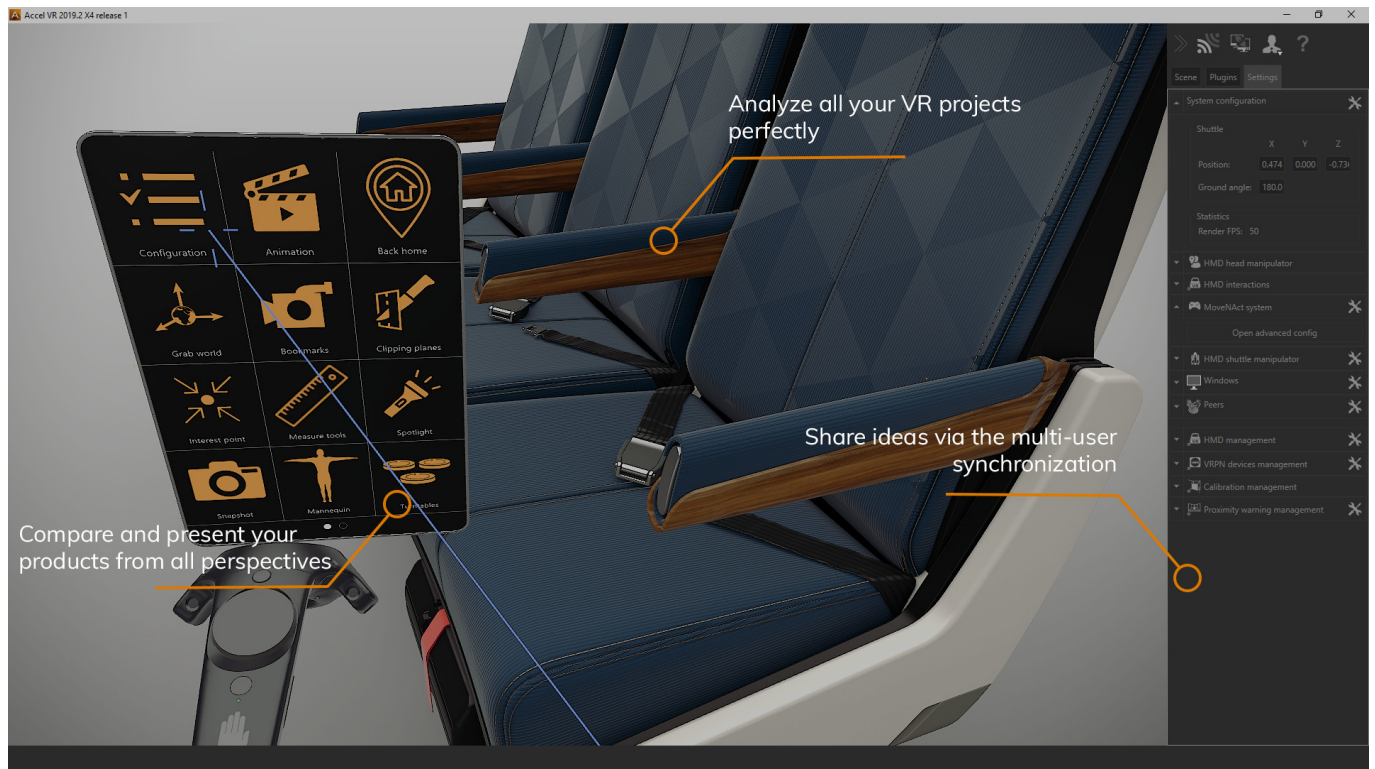 Accel VR 2019.2 X4 release 1
Analyze all your VR projects
perfectly
Configuration
Animation
Back home
Grab world
Bookmarks
Clipping planes
Interest point
Measure tools
Spotlight
Snapshot
Mannequin
Turntables
Compare and present your
products from all perspectives
Share ideas via the multi-user
synchronization
Scene Plugins Settings
System configuration
Shuttle
X Y Z
Position: 0.474 0.000
Ground angle: 180.0
Statistics
Render FPS: 50
HMD head manipulator
HMD interactions
MoveNAct system
Open advanced config
HMD shuttle manipulator
Windows
Peers
HMD management
VRPN devices management
Calibration management
Proximity warning management